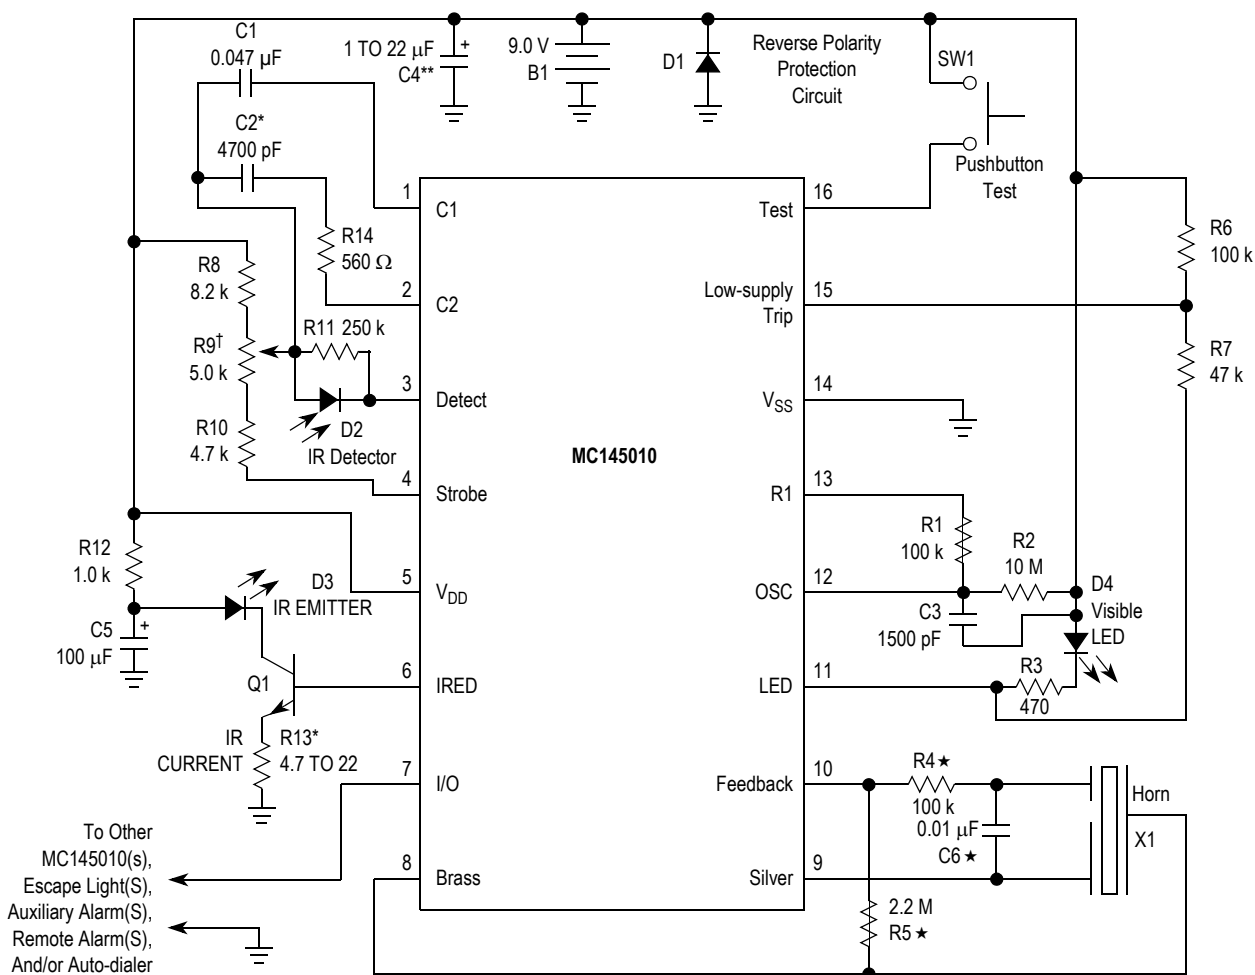 C1
0.047 µF
1 TO 22 µF
+
C4**
9.0 V
B1
D1
Reverse Polarity
Protection
Circuit
SW1
Pushbutton
Test
C2*
4700 pF
R14
560 Ω
R8
8.2 k
R9†
5.0 k
R10
4.7 k
R11 250 k
D2
IR Detector
R12
1.0 k
D3
IR EMITTER
+
C5
100 µF
Q1
IR
CURRENT
R13*
4.7 TO 22
To Other
MC145010(s),
Escape Light(S),
Auxiliary Alarm(S),
Remote Alarm(S),
And/or Auto-dialer
MC145010
1
C1
2
C2
3
Detect
4
Strobe
5
VDD
6
IRED
7
I/O
8
Brass
16
Test
15
Low-supply
Trip
14
VSS
13
R1
12
OSC
11
LED
10
Feedback
9
Silver
R6
100 k
R7
47 k
R1
100 k
R2
10 M
C3
1500 pF
D4
Visible
LED
R3
470
R4★
100 k
0.01 µF
C6★
2.2 M
R5★
Horn
X1